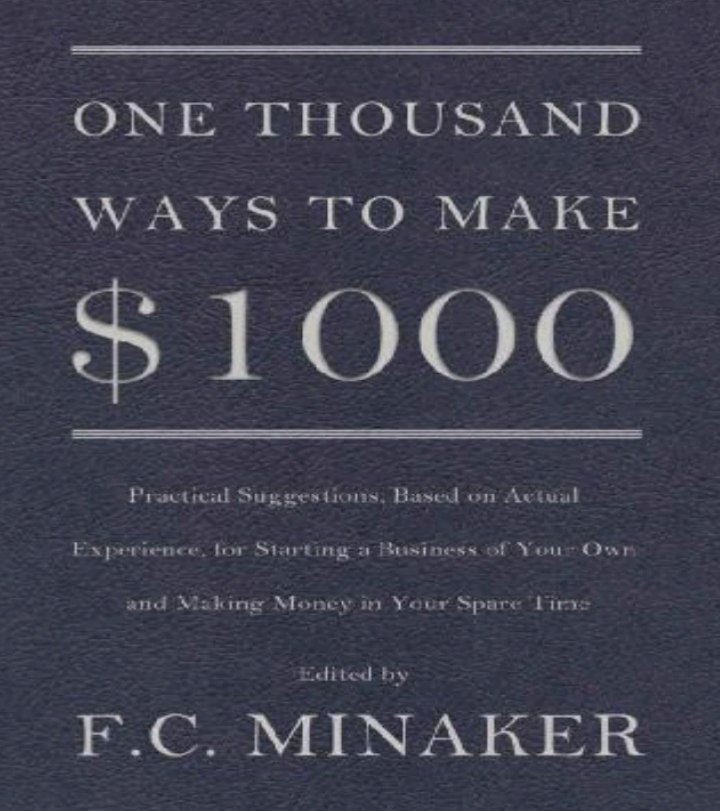 ONE THOUSAND
WAYS TO MAKE
$1000
Practical Suggestions, Based on Actual
Experience, for Starting a Business of Your Own
and Making Money in Your Spare Time
Edited by
F.C. MINAKER